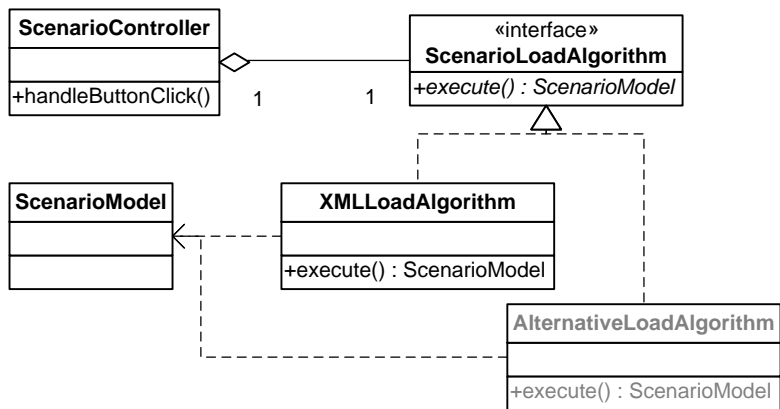 ScenarioController
+handleButtonClick()
1
1
«interface»
ScenarioLoadAlgorithm
+execute() : ScenarioModel
ScenarioModel
XMLLoadAlgorithm
+execute() : ScenarioModel
AlternativeLoadAlgorithm
+execute() : ScenarioModel